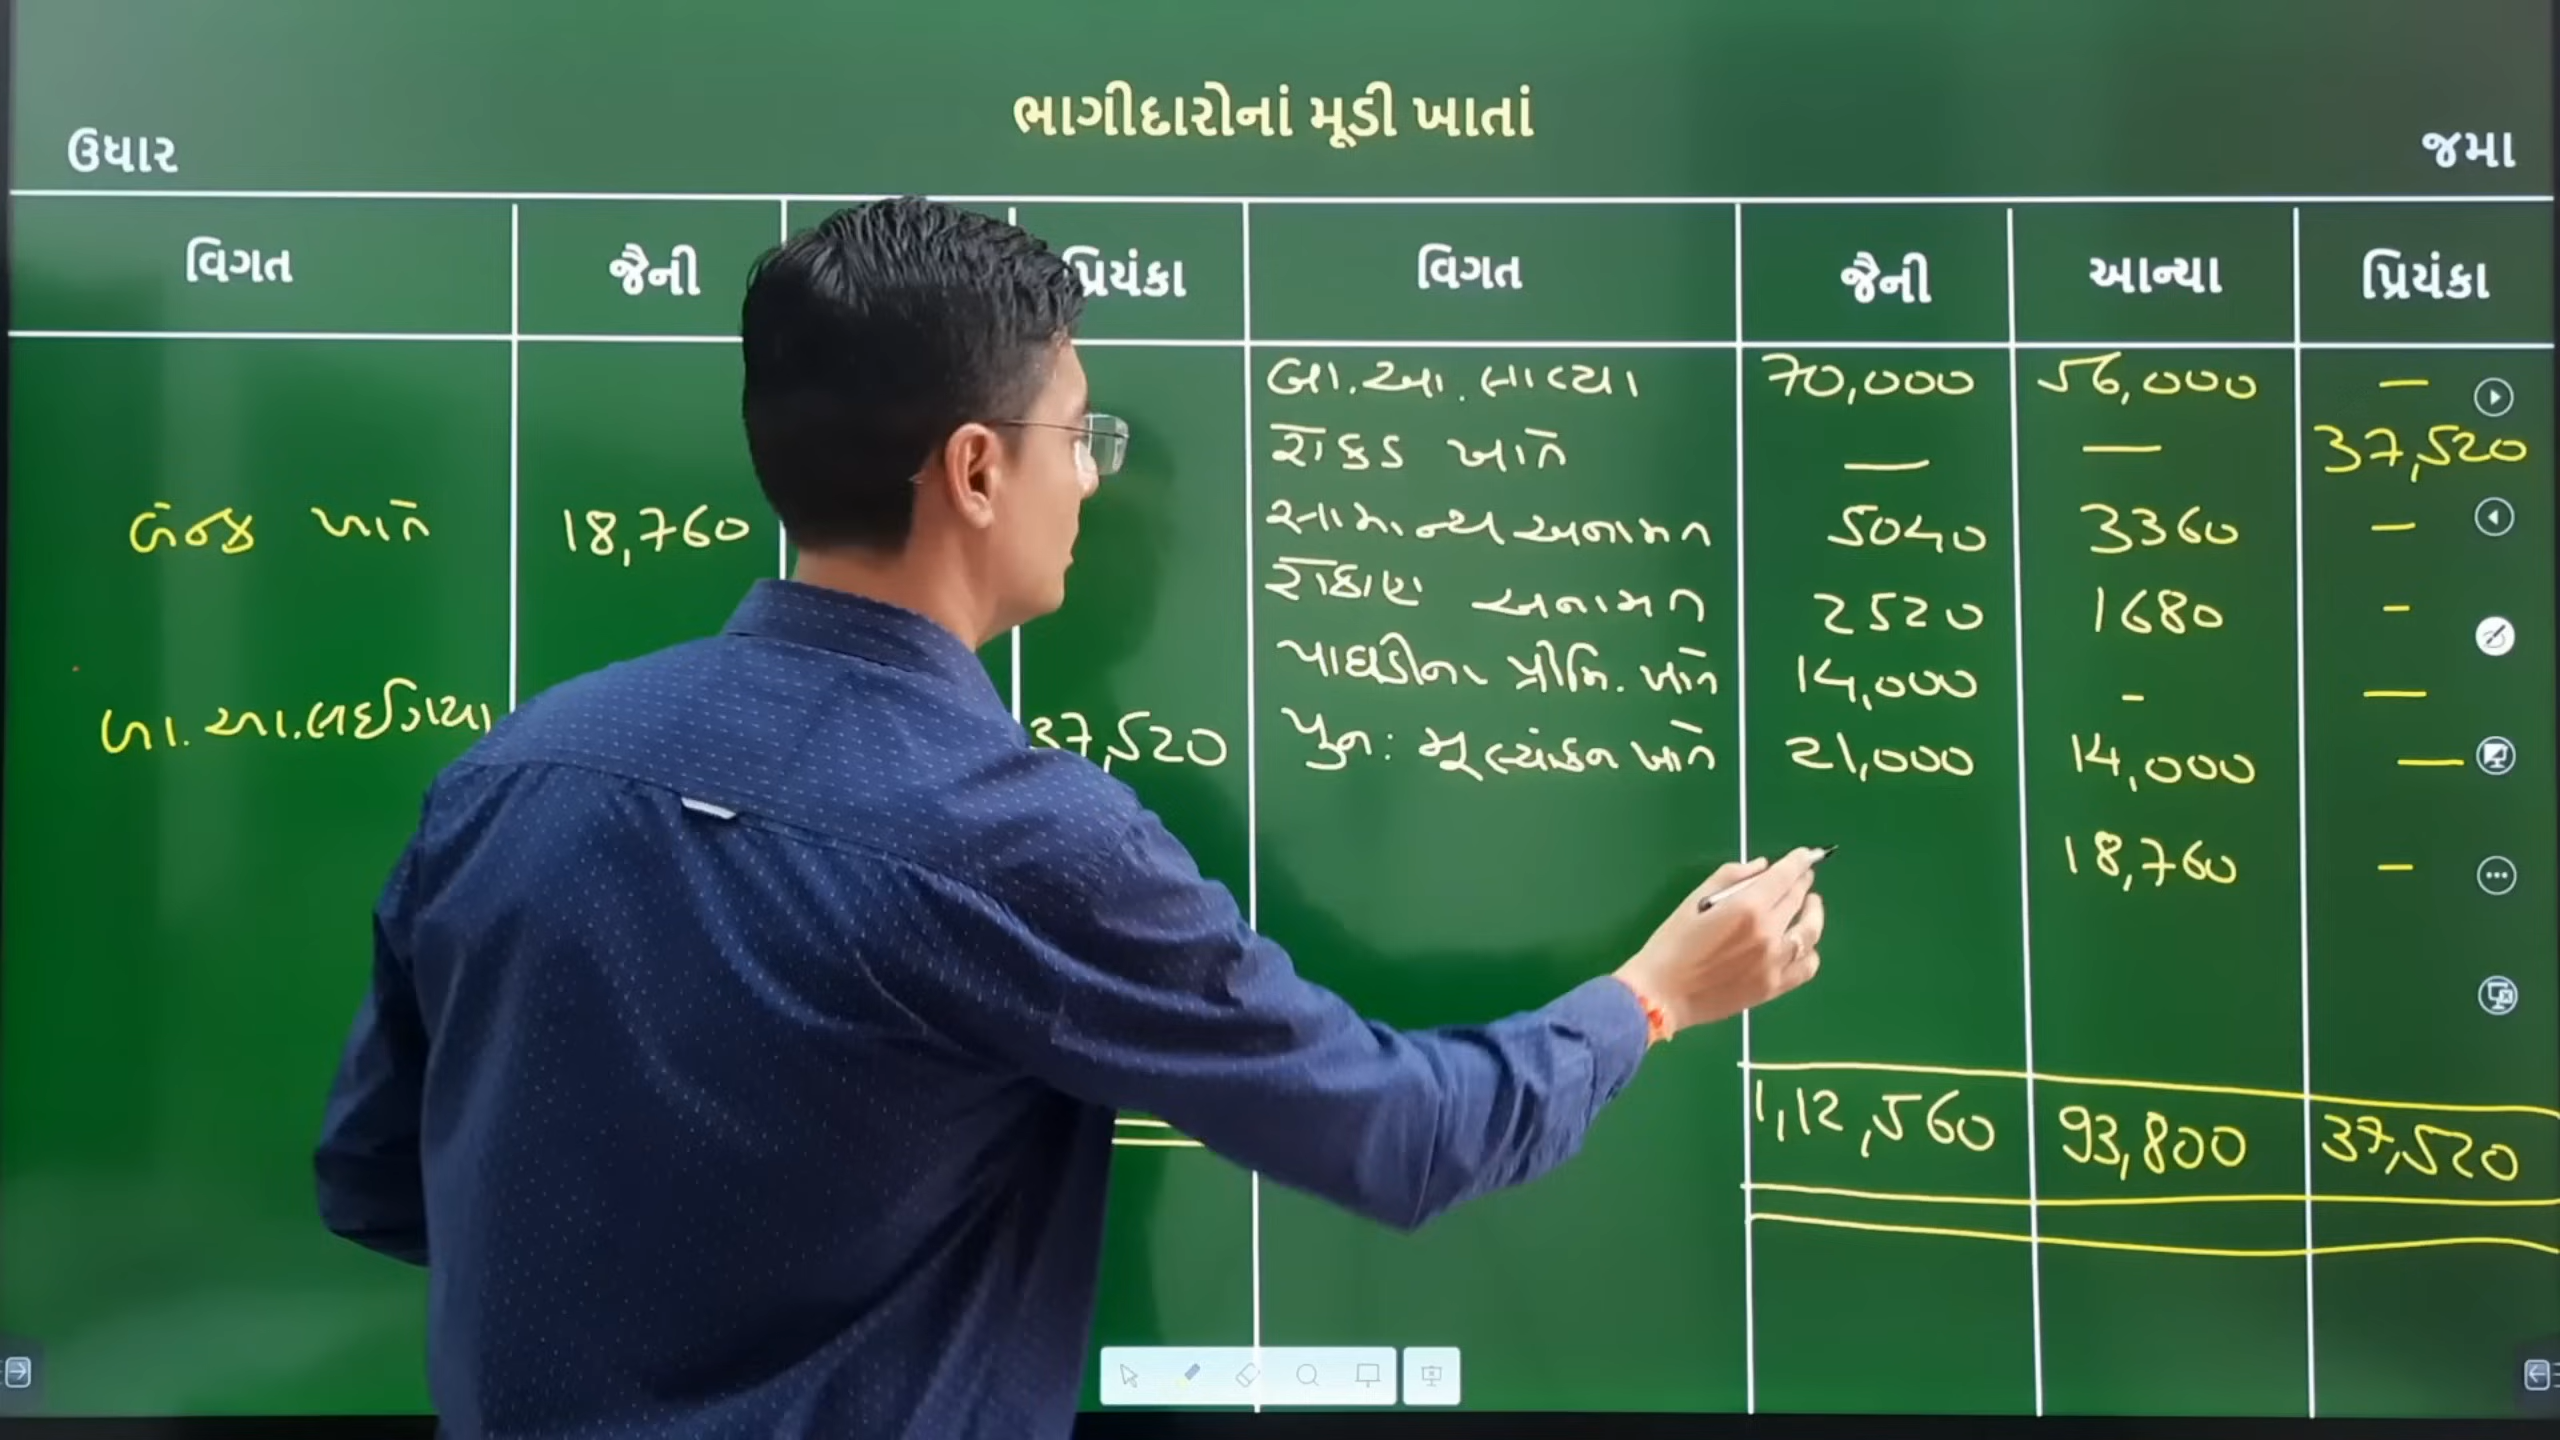 ભાગીદારોનાં મૂડી ખાતાં
ઉધાર જમા
વિગત જૈની પ્રિયંકા વિગત જૈની આન્યા પ્રિયંકા
બા.આ.લાવ્યા 70,000 56,000 —
રોકડ ખાતે — — 37,520
બેન્ક ખાતે 18,760 સામાન્ય અનામત 5040 3360 —
રોકાણ અનામત 2520 1680 -
પાઘડીના પ્રીમિ. ખાતે 14,000 - —
બા.આ.લઈ ગયા 37,520 પુન: મૂલ્યાંકન ખાતે 21,000 14,000 —
18,760 —
1,12,560 93,800 37,520